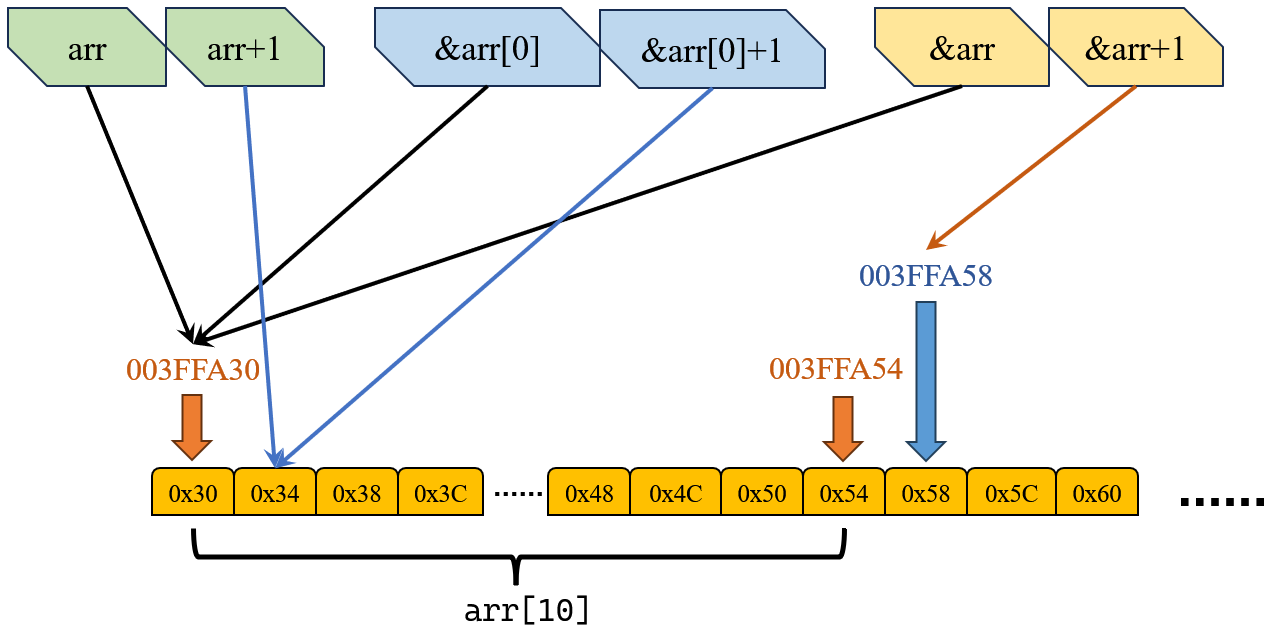 arr
arr+1
&arr[0]
&arr[0]+1
&arr
&arr+1
003FFA58
003FFA30
003FFA54
0x30 0x34 0x38 0x3C ...... 0x48 0x4C 0x50 0x54 0x58 0x5C 0x60 ......
arr[10]